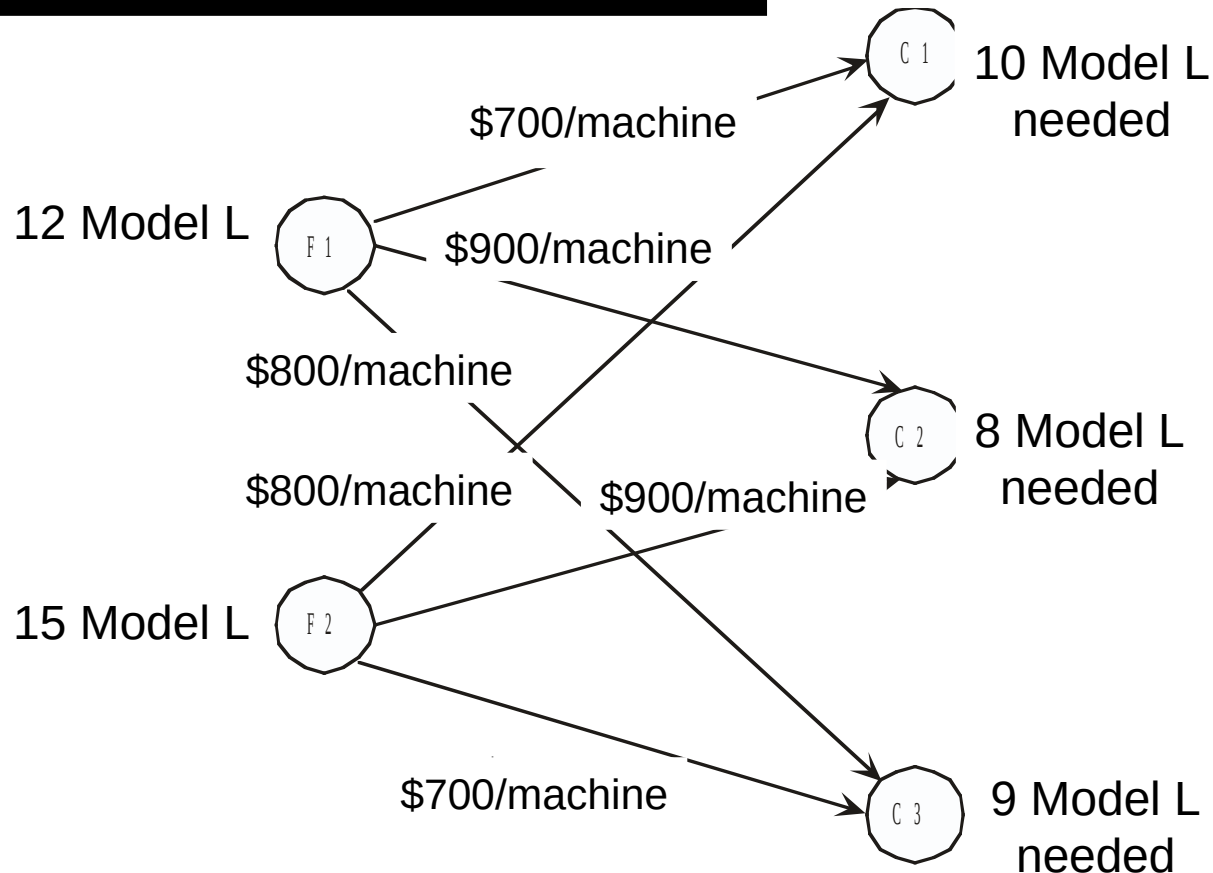 C 1
10 Model L
needed
$700/machine
12 Model L
F 1
$900/machine
$800/machine
C 2
8 Model L
needed
$800/machine
$900/machine
15 Model L
F 2
$700/machine
C 3
9 Model L
needed